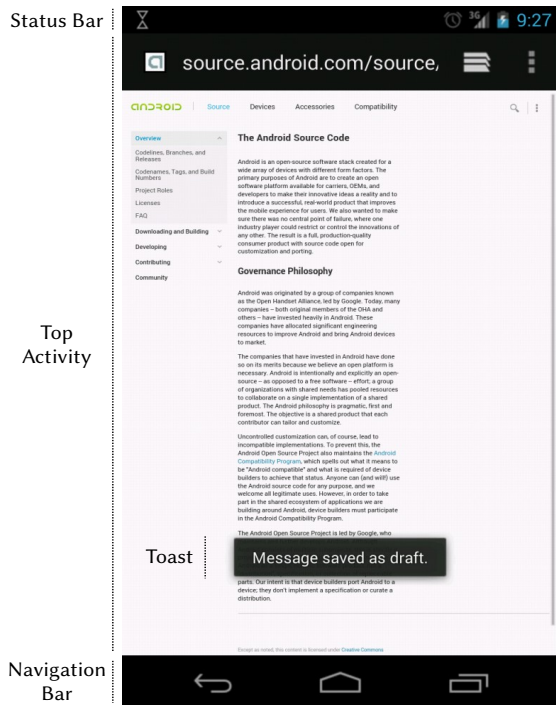 Status Bar
3G 9:27
source.android.com/source/
ANDROID Source Devices Accessories Compatibility
Overview
Codelines, Branches, and
Releases
Codenames, Tags, and Build
Numbers
Project Roles
Licenses
FAQ
Downloading and Building
Developing
Contributing
Community
The Android Source Code
Android is an open-source software stack created for a
wide array of devices with different form factors. The
primary purposes of Android are to create an open
software platform available for carriers, OEMs, and
developers to make their innovative ideas a reality and to
introduce a successful, real-world product that improves
the mobile experience for users. We also wanted to make
sure there was no central point of failure, where one
industry player could restrict or control the innovations of
any other. The result is a full, production-quality
consumer product with source code open for
customization and porting.
Governance Philosophy
Android was originated by a group of companies known
as the Open Handset Alliance, led by Google. Today, many
companies – both original members of the OHA and
others – have invested heavily in Android. These
companies have allocated significant engineering
resources to improve Android and bring Android devices
to market.
The companies that have invested in Android have done
so on its merits because we believe an open platform is
necessary. Android is intentionally and explicitly an open-
source – as opposed to a free software – effort; a group
of organizations with shared needs has pooled resources
to collaborate on a single implementation of a shared
product. The Android philosophy is pragmatic, first and
foremost. The objective is a shared product that each
contributor can tailor and customize.
Uncontrolled customization can, of course, lead to
incompatible implementations. To prevent this, the
Android Open Source Project also maintains the Android
Compatibility Program, which spells out what it means to
be "Android compatible" and what is required of device
builders to achieve that status. Anyone can (and will!) use
the Android source code for any purpose, and we
welcome all legitimate uses. However, in order to take
part in the shared ecosystem of applications we are
building around Android, device builders must participate
in the Android Compatibility Program.
The Android Open Source Project is led by Google, who
Message saved as draft.
parts. Our intent is that device builders port Android to a
device; they don't implement a specification or curate a
distribution.
Except as noted, this content is licensed under Creative Commons
Top
Activity
Toast
Navigation
Bar